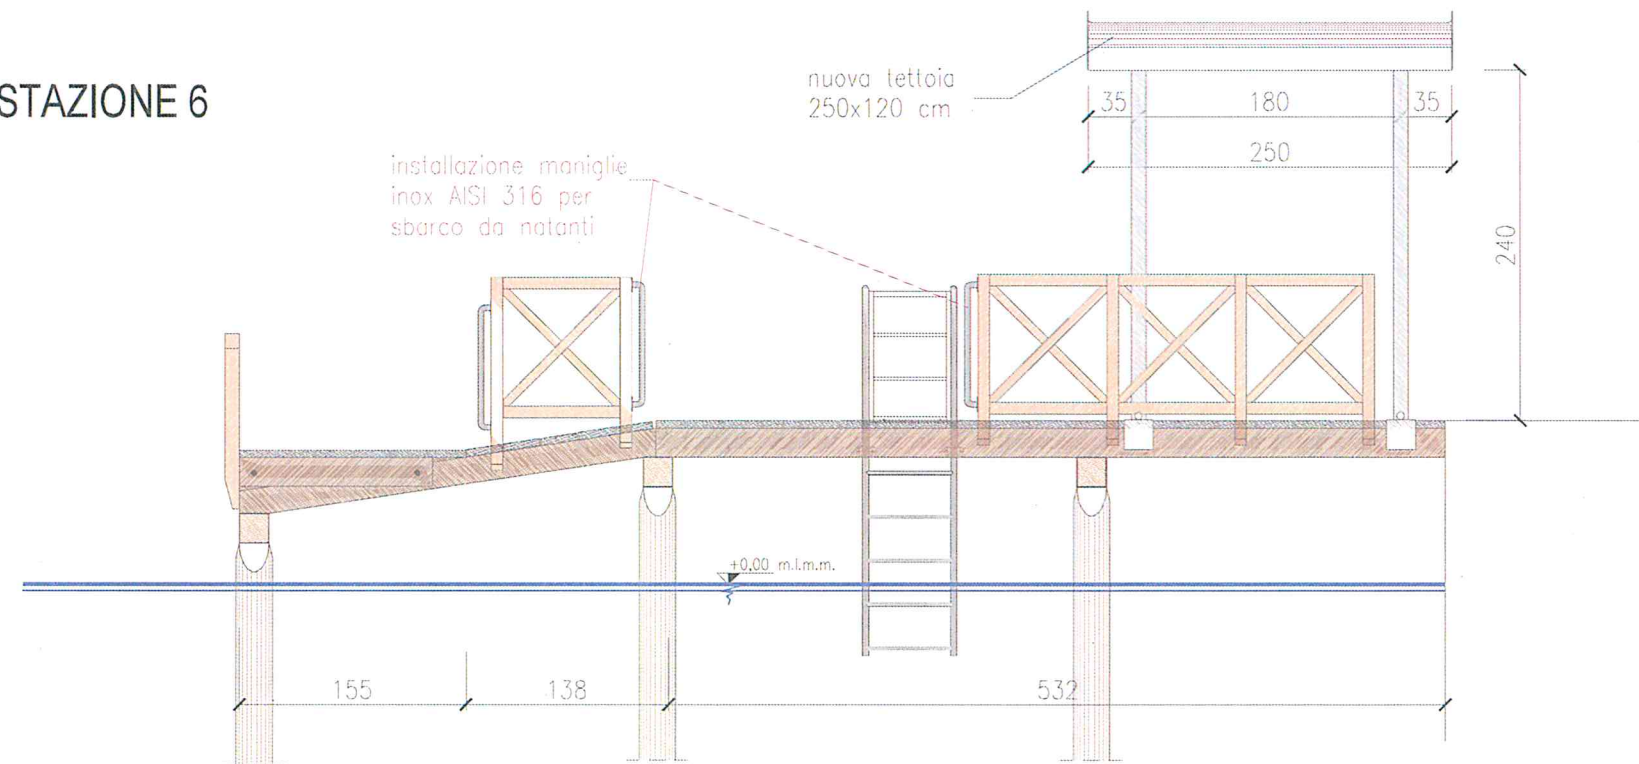 STAZIONE 6
nuova tettoia
250x120 cm
35 180 35
250
installazione maniglie
inox AISI 316 per
sbarco da natanti
240
+0,00 m.l.m.m.
155 138 532